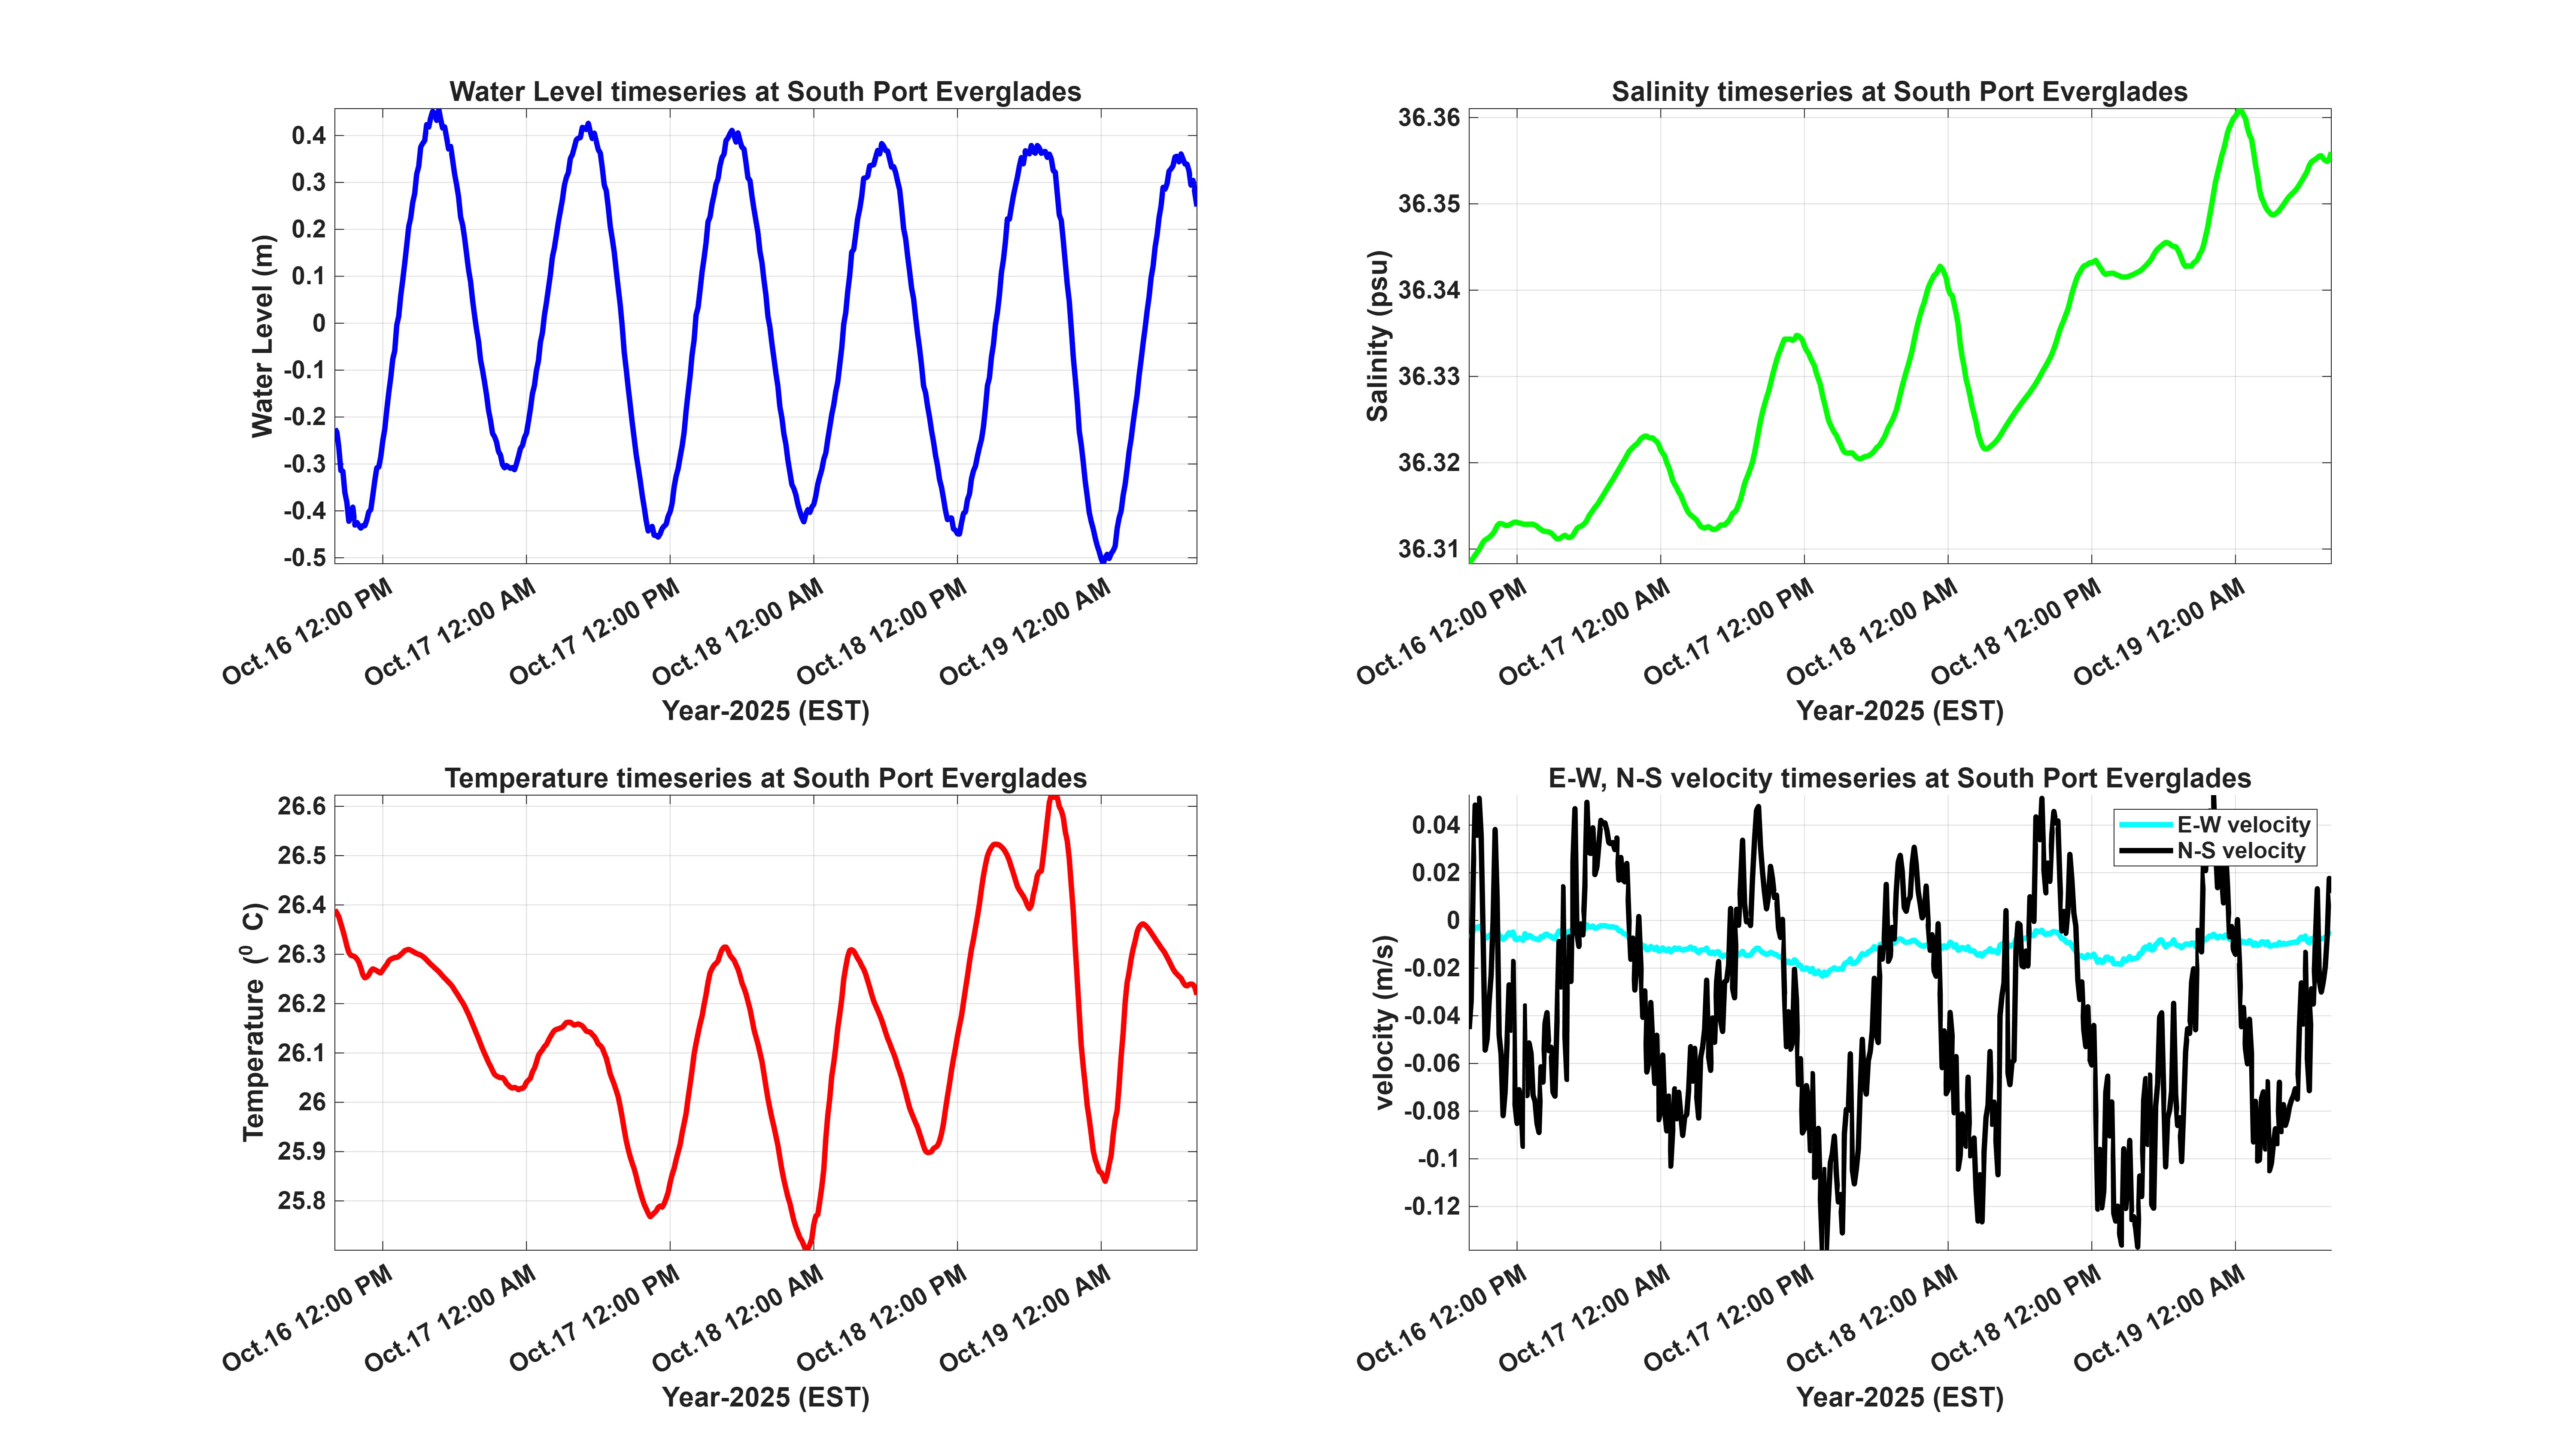 Water Level timeseries at South Port Everglades
Water Level (m)
0.4
0.3
0.2
0.1
0
-0.1
-0.2
-0.3
-0.4
-0.5
Oct.16 12:00 PM
Oct.17 12:00 AM
Oct.17 12:00 PM
Oct.18 12:00 AM
Oct.18 12:00 PM
Oct.19 12:00 AM
Year-2025 (EST)
Salinity timeseries at South Port Everglades
Salinity (psu)
36.36
36.35
36.34
36.33
36.32
36.31
Oct.16 12:00 PM
Oct.17 12:00 AM
Oct.17 12:00 PM
Oct.18 12:00 AM
Oct.18 12:00 PM
Oct.19 12:00 AM
Year-2025 (EST)
Temperature timeseries at South Port Everglades
Temperature (⁰ C)
26.6
26.5
26.4
26.3
26.2
26.1
26
25.9
25.8
Oct.16 12:00 PM
Oct.17 12:00 AM
Oct.17 12:00 PM
Oct.18 12:00 AM
Oct.18 12:00 PM
Oct.19 12:00 AM
Year-2025 (EST)
E-W, N-S velocity timeseries at South Port Everglades
velocity (m/s)
0.04
0.02
0
-0.02
-0.04
-0.06
-0.08
-0.1
-0.12
E-W velocity
N-S velocity
Oct.16 12:00 PM
Oct.17 12:00 AM
Oct.17 12:00 PM
Oct.18 12:00 AM
Oct.18 12:00 PM
Oct.19 12:00 AM
Year-2025 (EST)